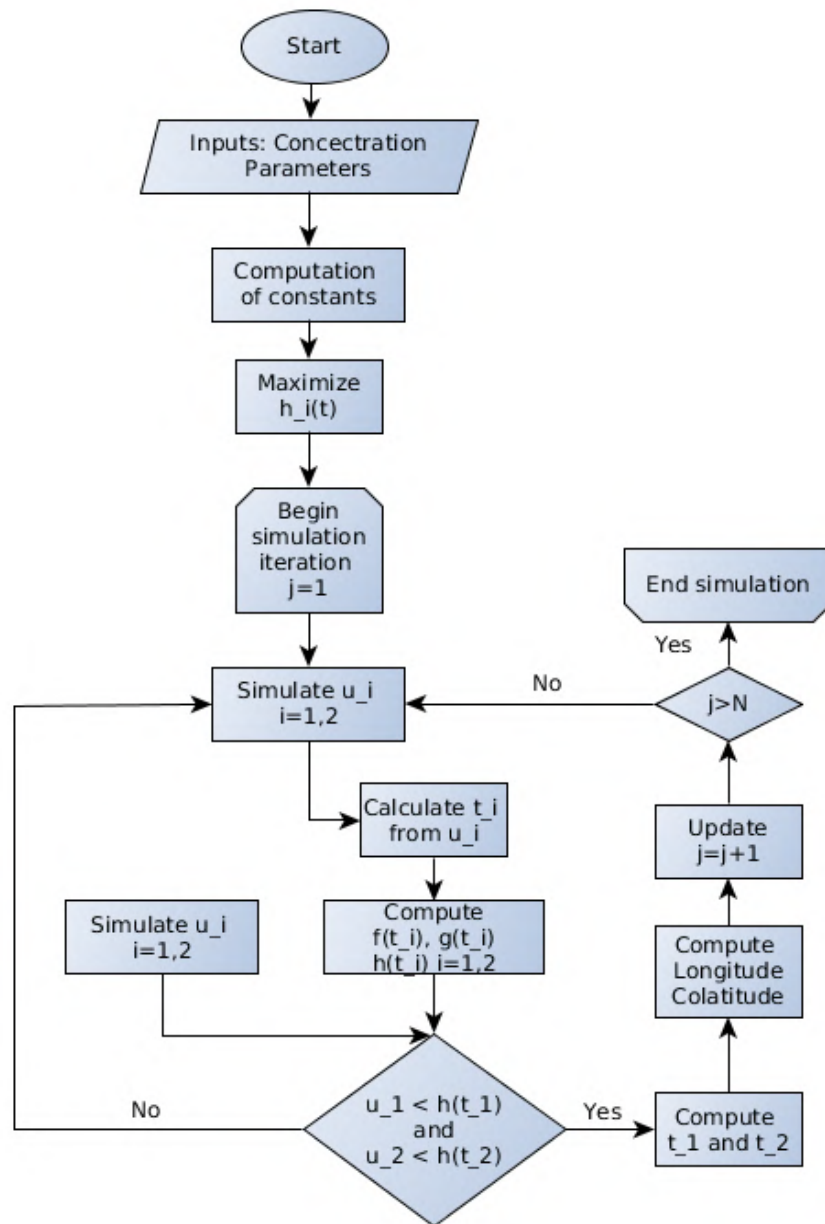 Start
Inputs: Concectration
Parameters
Computation
of constants
Maximize
h_i(t)
Begin
simulation
iteration
j=1
End simulation
Yes
Simulate u_i
i=1,2
No
j>N
Calculate t_i
from u_i
Update
j=j+1
Simulate u_i
i=1,2
Compute
f(t_i), g(t_i)
h(t_i) i=1,2
Compute
Longitude
Colatitude
No
u_1 < h(t_1)
and
u_2 < h(t_2)
Yes
Compute
t_1 and t_2